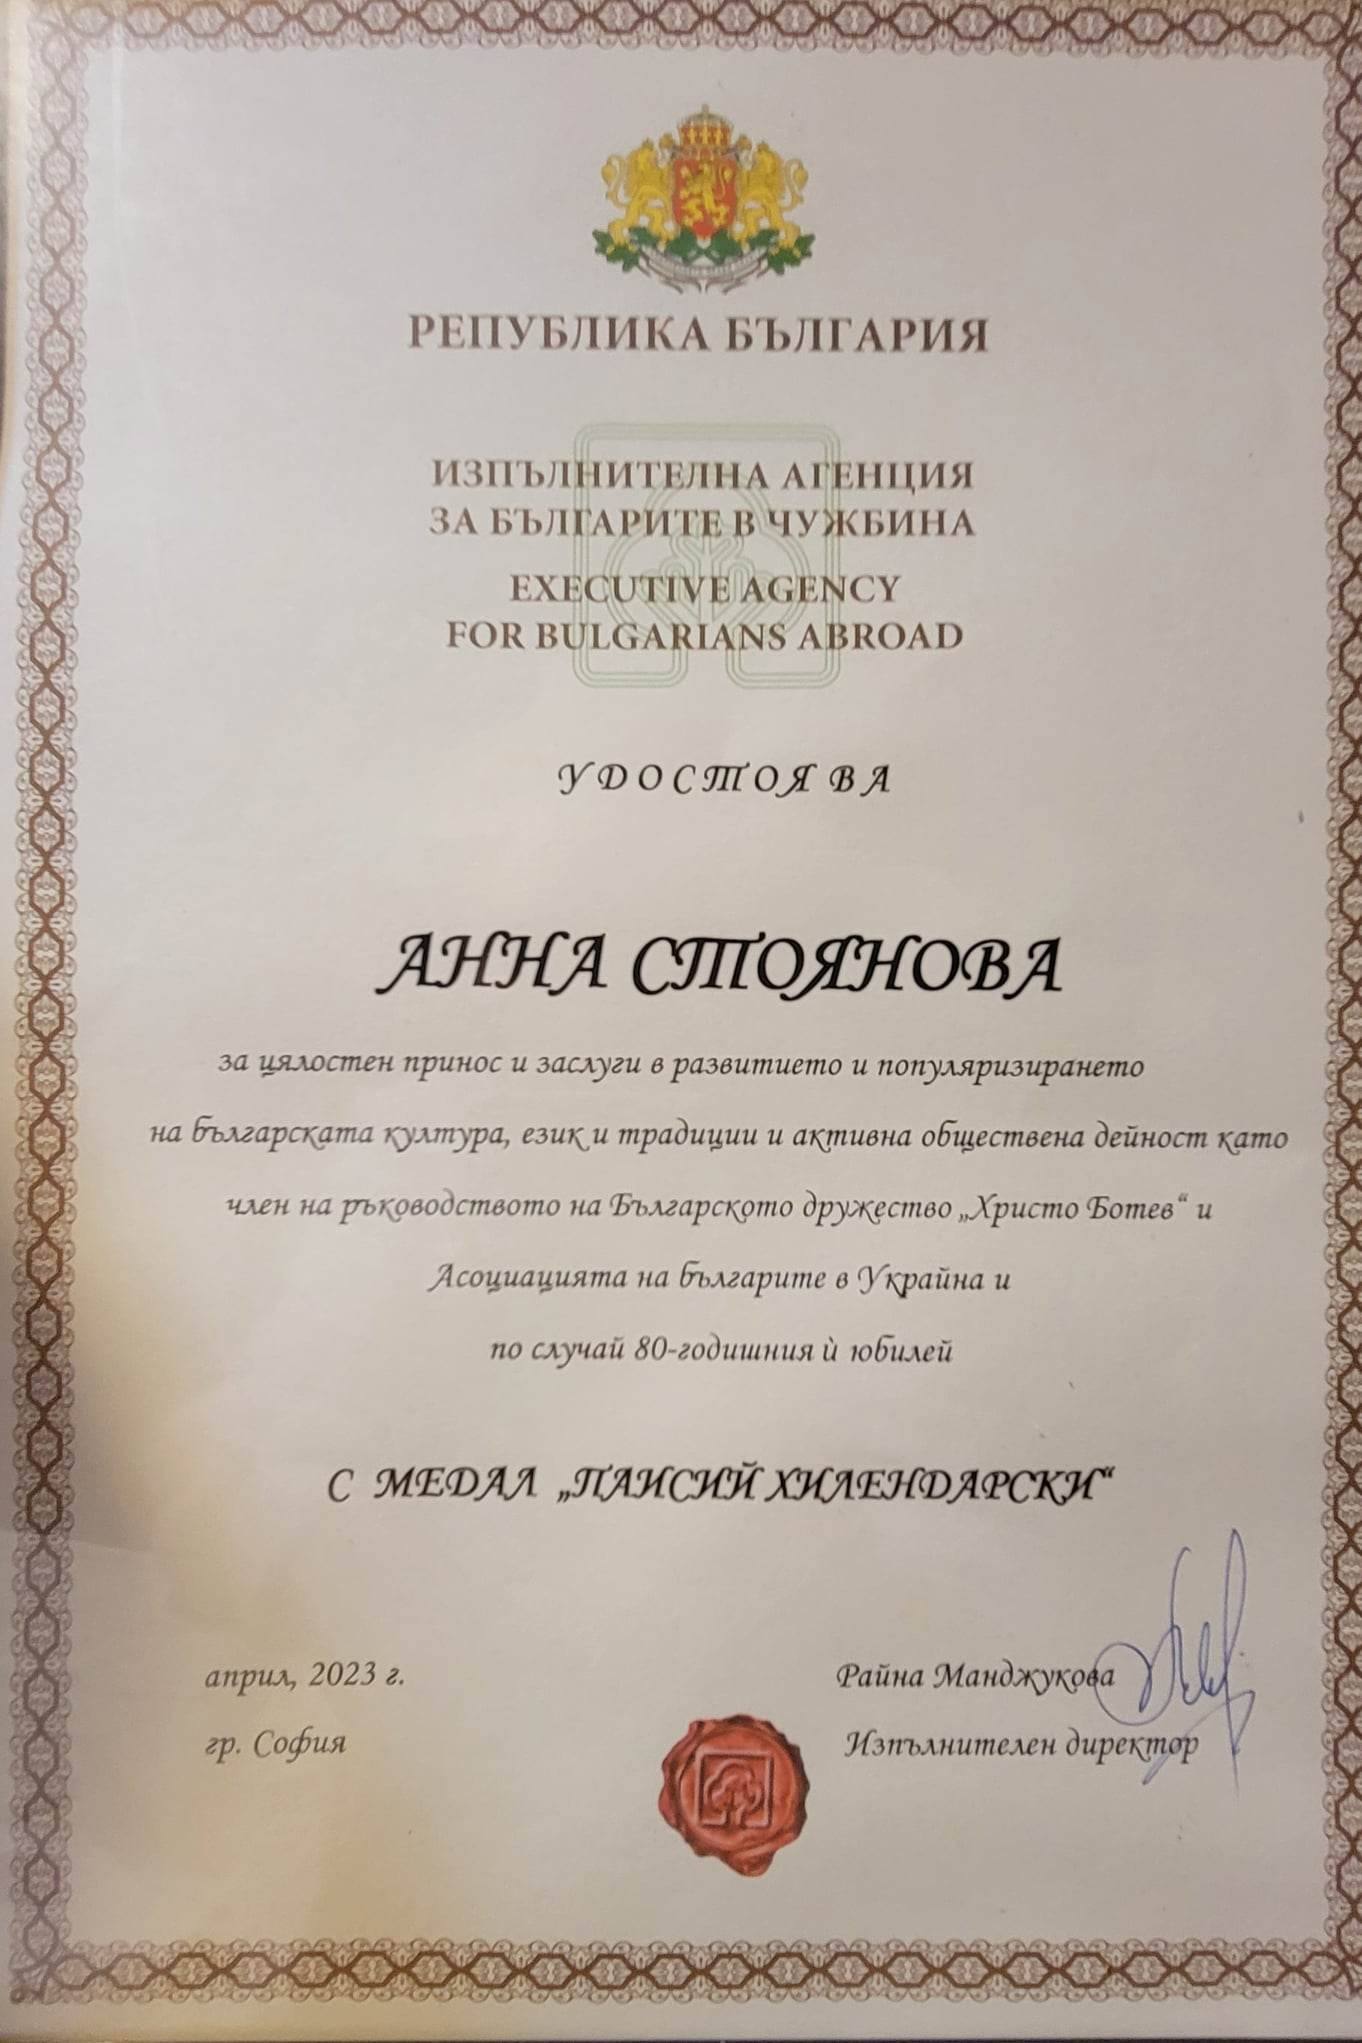 РЕПУБЛИКА БЪЛГАРИЯ
ИЗПЪЛНИТЕЛНА АГЕНЦИЯ
ЗА БЪЛГАРИТЕ В ЧУЖБИНА
EXECUTIVE AGENCY
FOR BULGARIANS ABROAD
УДОСТОЯВА
АННА СТОЯНОВА
за цялостен принос и заслуги в развитието и популяризирането
на българската култура, език и традиции и активна обществена дейност като
член на ръководството на Българското дружество „Христо Ботев“ и
Асоциацията на българите в Украйна и
по случай 80-годишния ѝ юбилей
С МЕДАЛ „ПАИСИЙ ХИЛЕНДАРСКИ“
април, 2023 г.
Райна Манджукова
гр. София
Изпълнителен директор